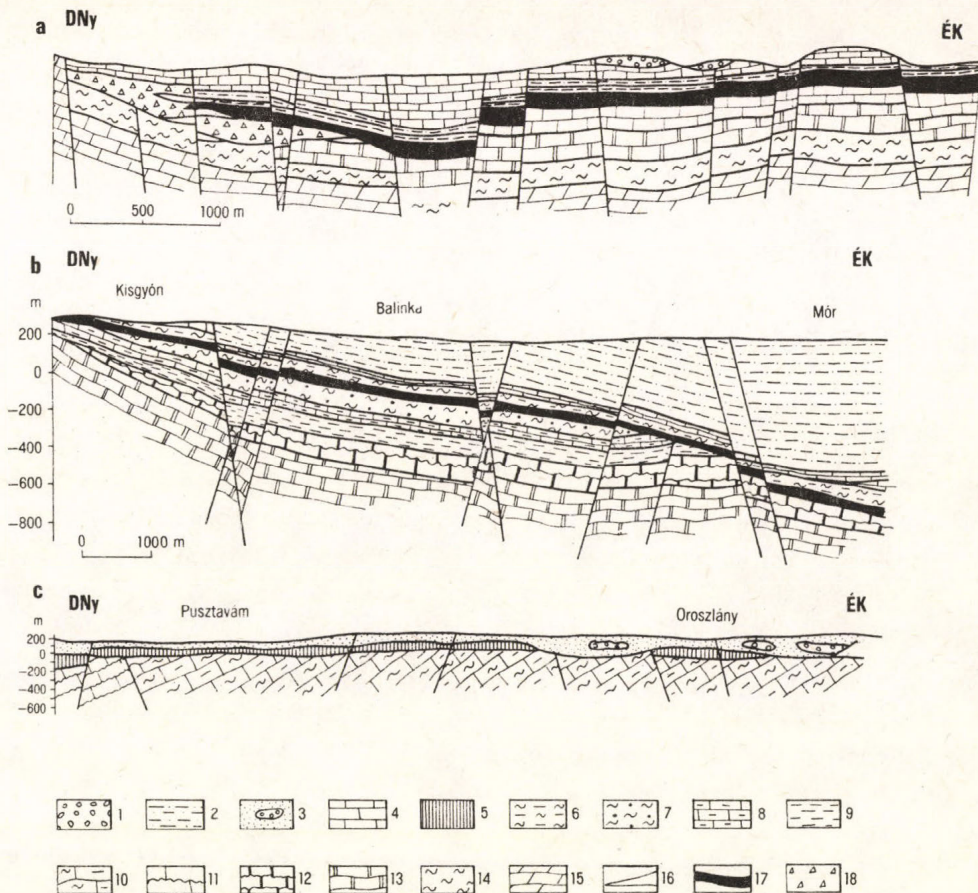 a DNy ÉK
0 500 1000 m
b DNy ÉK
m Kisgyón Balinka Mór
200
0
−200
−400
−600
−800
0 1000 m
c DNy ÉK
m Pusztavám Oroszlány
200
0
−200
−400
−600
1 2 3 4 5 6 7 8 9
10 11 12 13 14 15 16 17 18